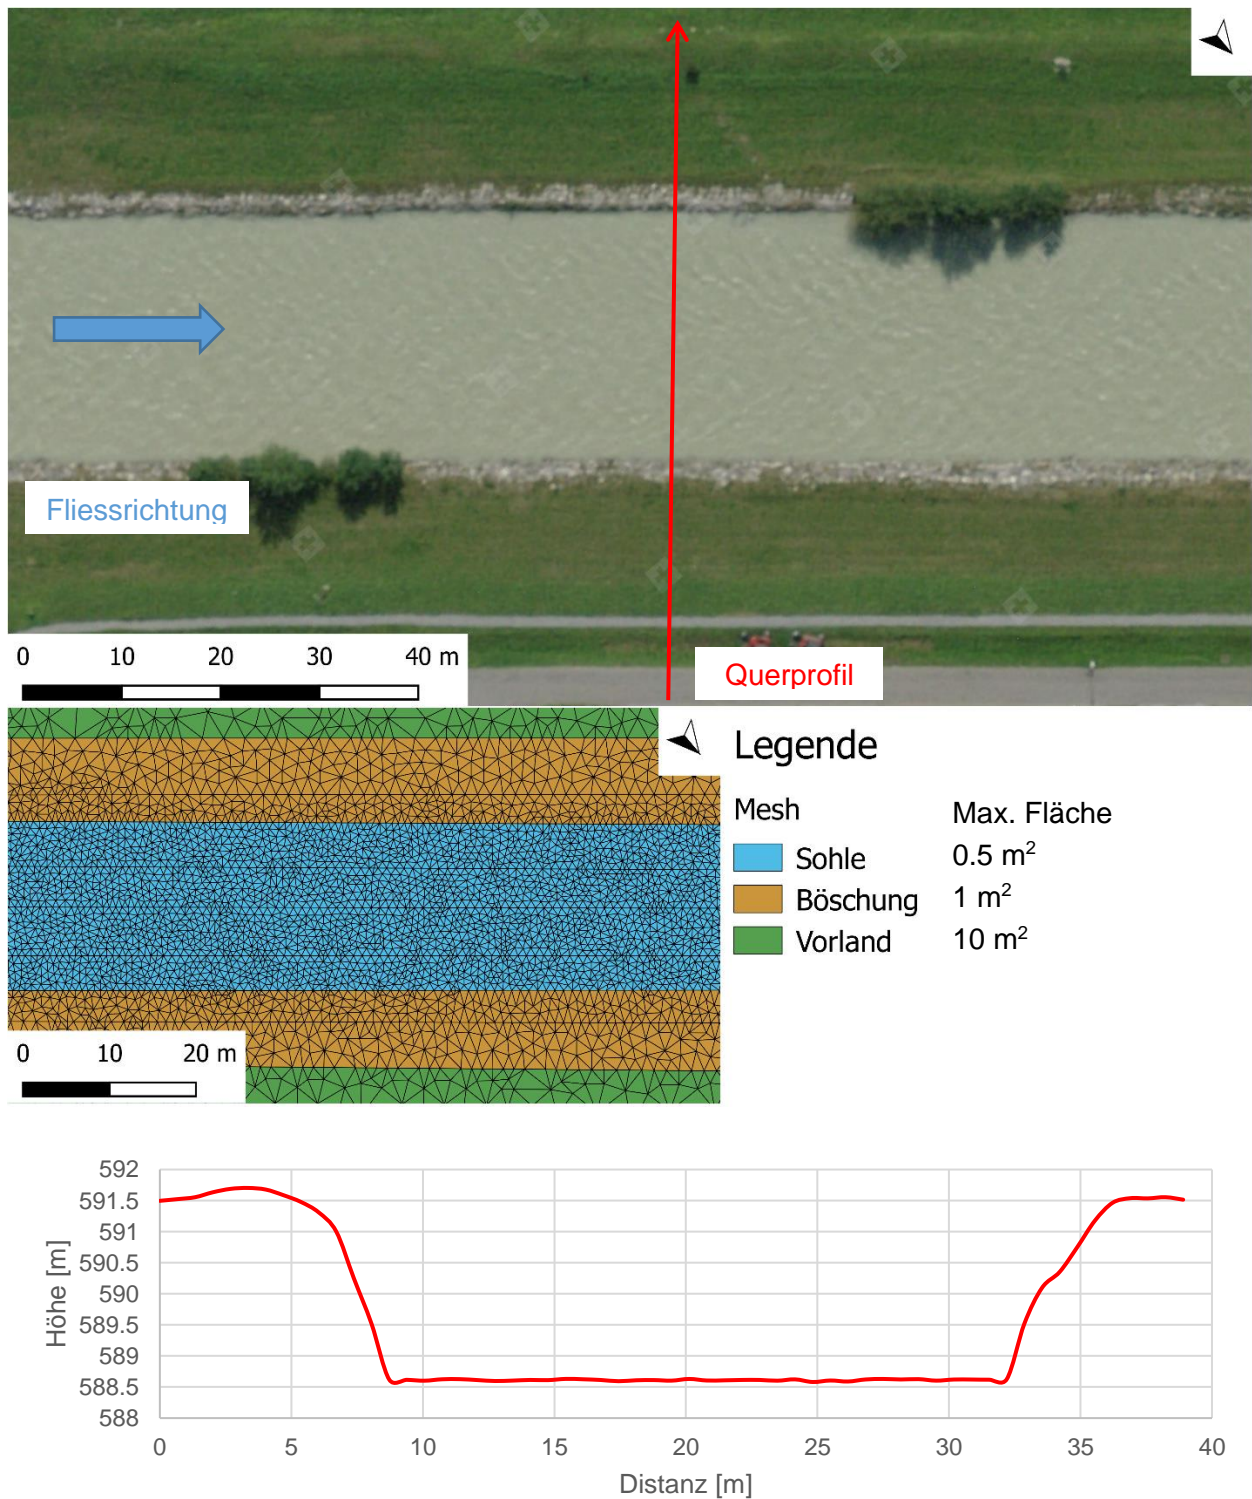 Fliessrichtung
0 10 20 30 40 m
Querprofil
Legende
Mesh Max. Fläche
Sohle 0.5 m²
Böschung 1 m²
Vorland 10 m²
0 10 20 m
592
591.5
591
590.5
590
589.5
589
588.5
588
Höhe [m]
0 5 10 15 20 25 30 35 40
Distanz [m]